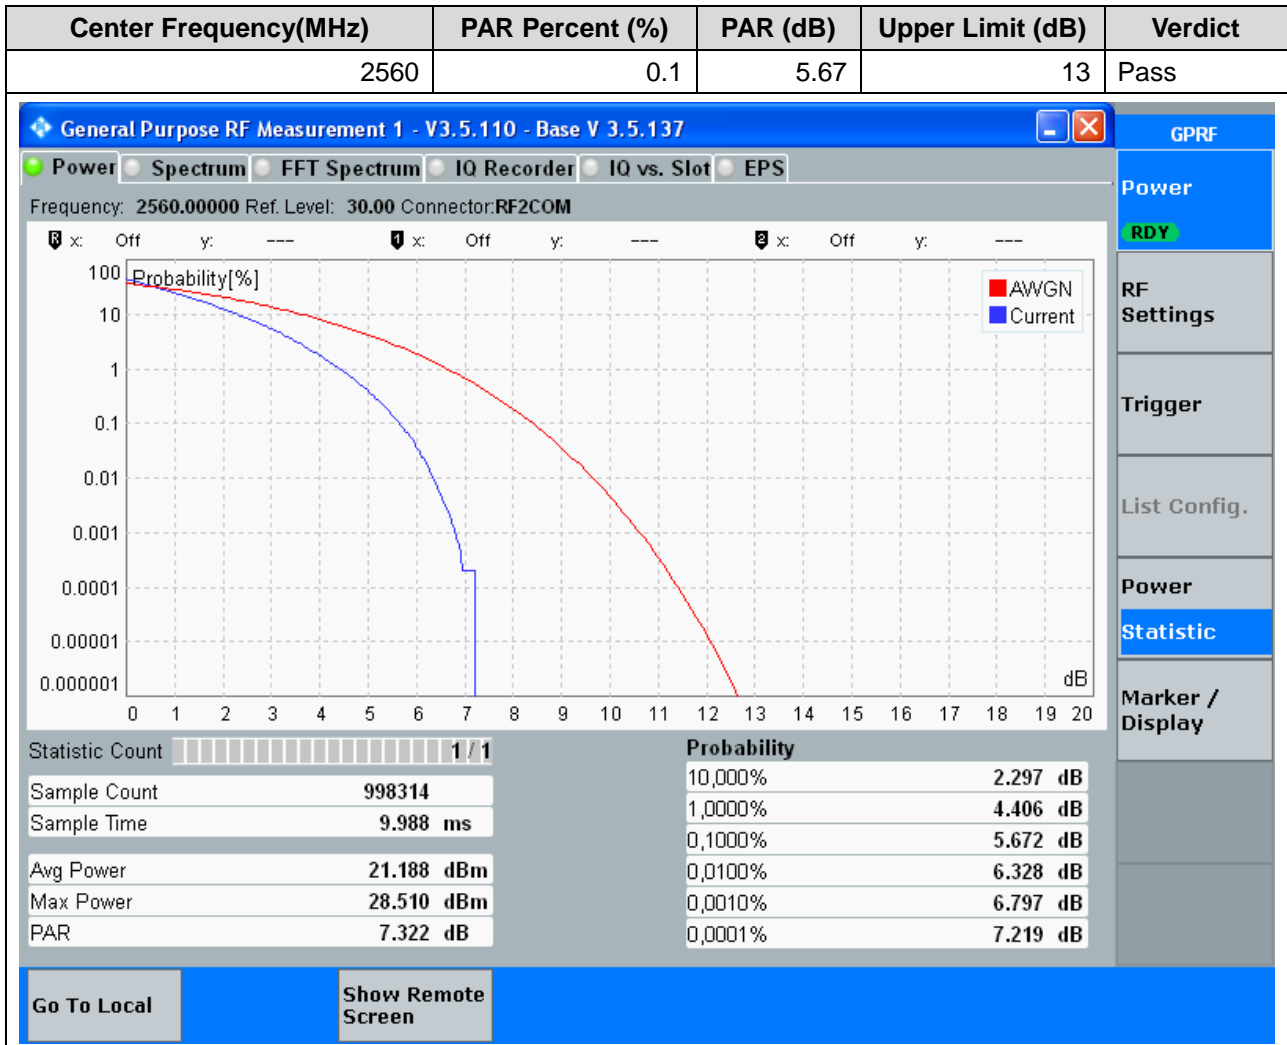 Center Frequency(MHz) PAR Percent (%) PAR (dB) Upper Limit (dB) Verdict
2560 0.1 5.67 13 Pass
General Purpose RF Measurement 1 - V3.5.110 - Base V 3.5.137
GPRF
Power Spectrum FFT Spectrum IQ Recorder IQ vs. Slot EPS
Frequency: 2560.00000 Ref. Level: 30.00 Connector:RF2COM
R x: Off y: --- 1 x: Off y: --- 2 x: Off y: ---
Probability[%]
100
10
1
0.1
0.01
0.001
0.0001
0.00001
0.000001
AWGN
Current
dB
0 1 2 3 4 5 6 7 8 9 10 11 12 13 14 15 16 17 18 19 20
Statistic Count 1 / 1
Sample Count 998314
Sample Time 9.988 ms
Avg Power 21.188 dBm
Max Power 28.510 dBm
PAR 7.322 dB
Probability
10,000% 2.297 dB
1,0000% 4.406 dB
0,1000% 5.672 dB
0,0100% 6.328 dB
0,0010% 6.797 dB
0,0001% 7.219 dB
Power
RDY
RF
Settings
Trigger
List Config.
Power
Statistic
Marker /
Display
Go To Local
Show Remote
Screen